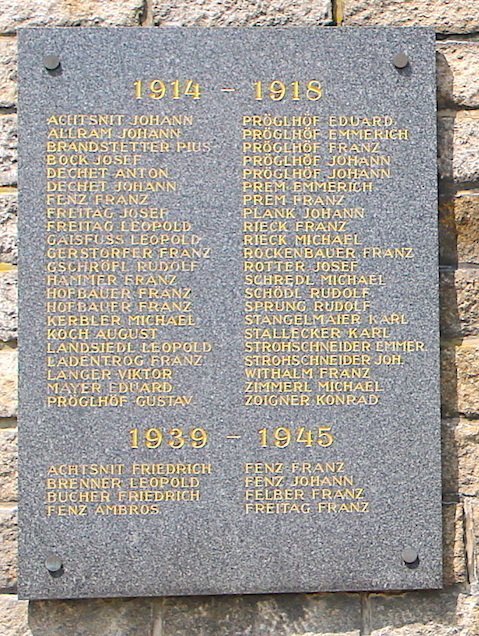 1914 – 1918
ACHTSNIT JOHANN
ALLRAM JOHANN
BRANDSTETTER PIUS
BÖCK JOSEF
DECHET ANTON
DECHET JOHANN
FENZ FRANZ
FREITAG JOSEF
FREITAG LEOPOLD
GAISFUSS LEOPOLD
GERSTORFER FRANZ
GSCHRÖFL RUDOLF
HAMMER FRANZ
HOFBAUER FRANZ
HOFBAUER FRANZ
KERBLER MICHAEL
KOCH AUGUST
LANDSIEDL LEOPOLD
LADENTROG FRANZ
LANGER VIKTOR
MAYER EDUARD
PRÖGLHÖF GUSTAV
PRÖGLHÖF EDUARD
PRÖGLHÖF EMMERICH
PRÖGLHÖF FRANZ
PRÖGLHÖF JOHANN
PRÖGLHÖF JOHANN
PREM EMMERICH
PREM FRANZ
PLANK JOHANN
RIECK FRANZ
RIECK MICHAEL
ROCKENBAUER FRANZ
ROTTER JOSEF
SCHREDL MICHAEL
SCHÖDL RUDOLF
SPRUNG RUDOLF
STANGELMAIER KARL
STALLECKER KARL
STROHSCHNEIDER EMMER.
STROHSCHNEIDER JOH.
WITHALM FRANZ
ZIMMERL MICHAEL
ZOIGNER KONRAD
1939 – 1945
ACHTSNIT FRIEDRICH
BRENNER LEOPOLD
BUCHER FRIEDRICH
FENZ AMBROS
FENZ FRANZ
FENZ JOHANN
FELBER FRANZ
FREITAG FRANZ